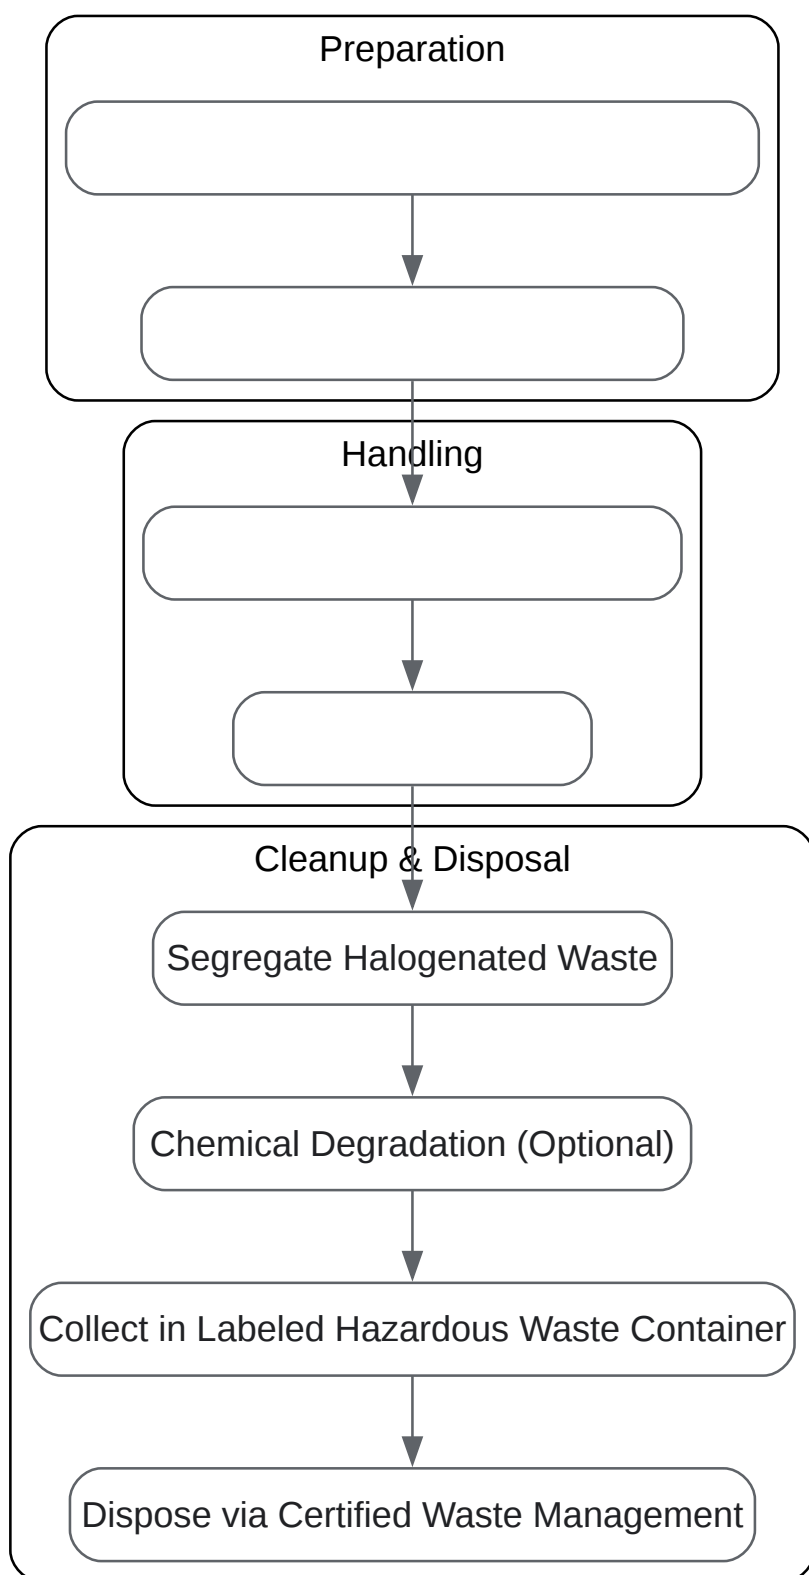 Preparation
Handling
Cleanup & Disposal
Segregate Halogenated Waste
Chemical Degradation (Optional)
Collect in Labeled Hazardous Waste Container
Dispose via Certified Waste Management